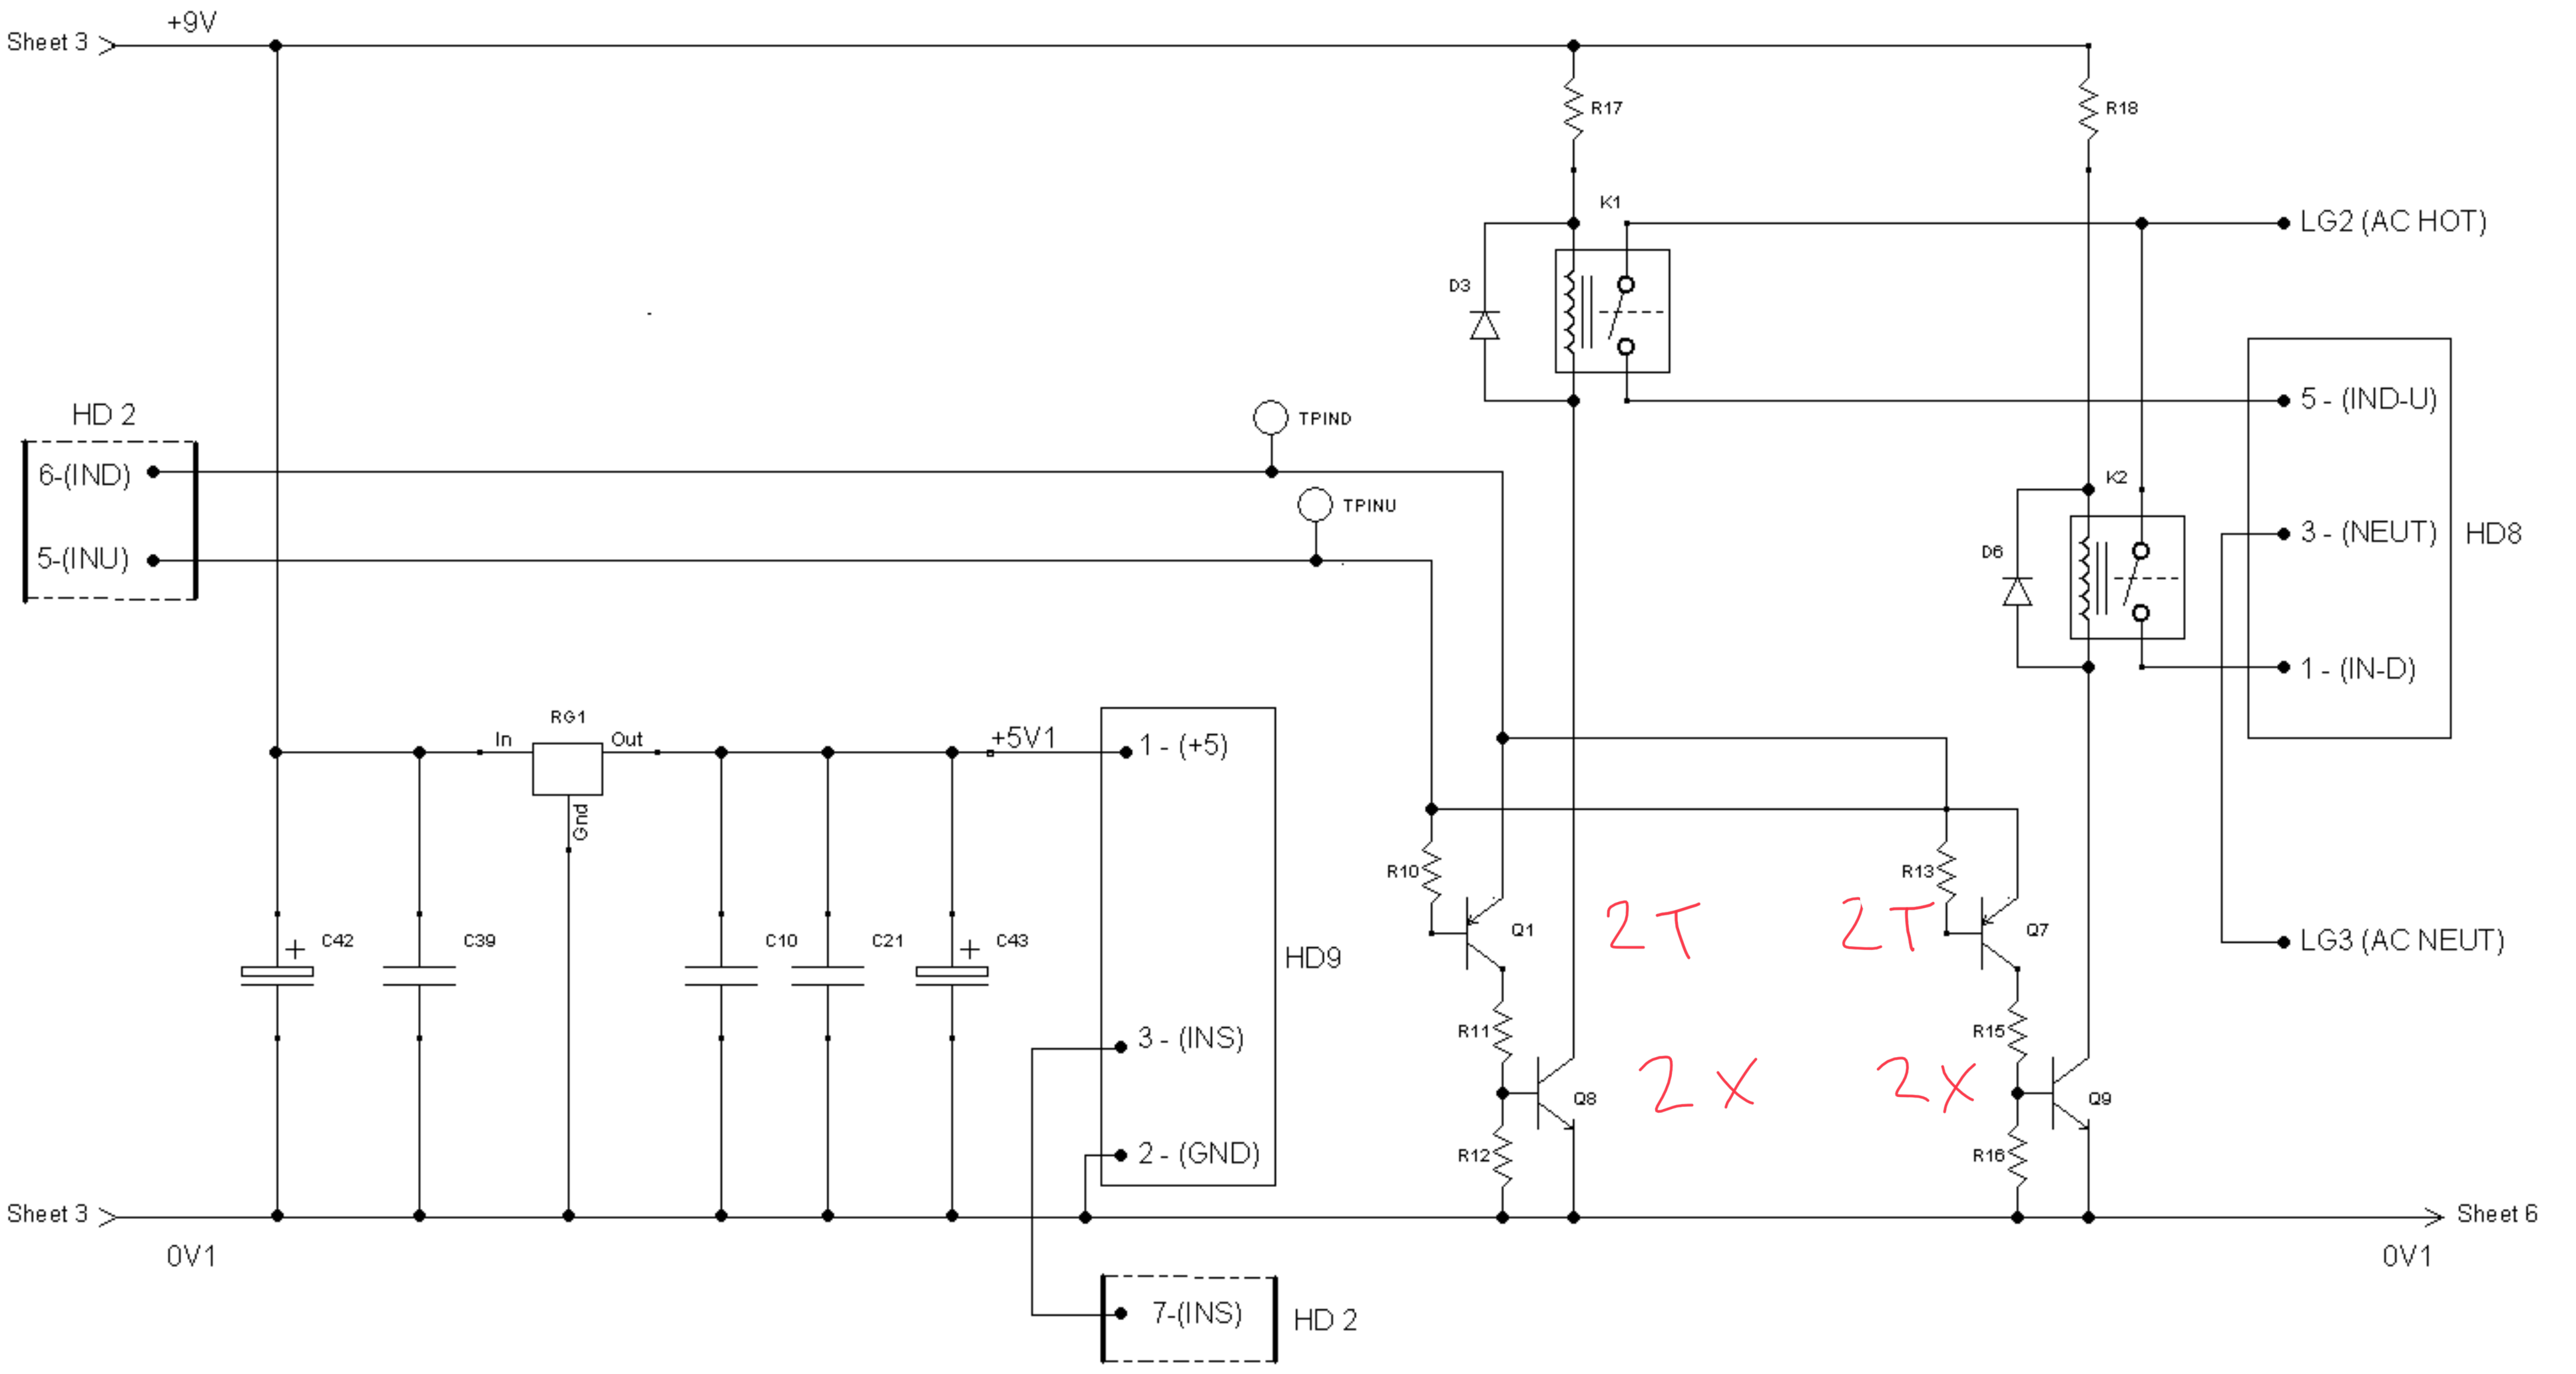 +9V
Sheet 3
R17
R18
K1
LG2 (AC HOT)
D3
HD 2
TPIND
5 - (IND-U)
6-(IND)
K2
TPINU
3 - (NEUT)
HD8
5-(INU)
D6
1 - (IN-D)
RG1
In
Out
+5V1
1 - (+5)
Gnd
R10
R13
2T
2T
Q1
Q7
C42
C39
C10
C21
C43
HD9
LG3 (AC NEUT)
3 - (INS)
R11
R15
2X
2X
Q8
Q9
2 - (GND)
R12
R16
Sheet 3
Sheet 6
0V1
0V1
7-(INS)
HD 2